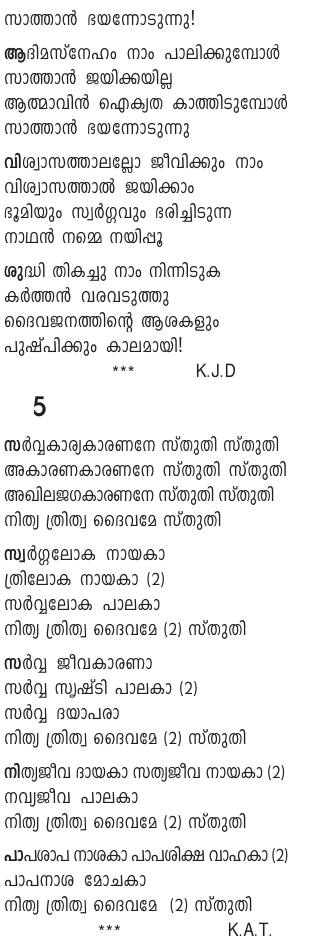 സാത്താൻ ഭയന്നോടുന്നു!
ആദിമസ്നേഹം നാം പാലിക്കുമ്പോൾ
സാത്താൻ ജയിക്കയില്ല
ആത്മാവിൻ ഐക്യത കാത്തിടുമ്പോൾ
സാത്താൻ ഭയന്നോടുന്നു
വിശ്വാസത്താലല്ലോ ജീവിക്കും നാം
വിശ്വാസത്താൽ ജയിക്കാം
ഭൂമിയും സ്വർഗ്ഗവും ഭരിച്ചിടുന്ന
നാഥൻ നമ്മെ നയിപ്പൂ
ശുദ്ധി തികച്ചു നാം നിന്നിടുക
കർത്തൻ വരവടുത്തു
ദൈവജനത്തിന്റെ ആശകളും
പുഷ്പിക്കും കാലമായി!
*** K.J.D
5
സർവ്വകാര്യകാരണനേ സ്തുതി സ്തുതി
അകാരണകാരണനേ സ്തുതി സ്തുതി
അഖിലജഗകാരണനേ സ്തുതി സ്തുതി
നിത്യ ത്രിത്വ ദൈവമേ സ്തുതി
സ്വർഗ്ഗലോക നായകാ
ത്രിലോക നായകാ (2)
സർവ്വലോക പാലകാ
നിത്യ ത്രിത്വ ദൈവമേ (2) സ്തുതി
സർവ്വ ജീവകാരണാ
സർവ്വ സൃഷ്ടി പാലകാ (2)
സർവ്വ ദയാപരാ
നിത്യ ത്രിത്വ ദൈവമേ (2) സ്തുതി
നിത്യജീവ ദായകാ സത്യജീവ നായകാ (2)
നവ്യജീവ പാലകാ
നിത്യ ത്രിത്വ ദൈവമേ (2) സ്തുതി
പാപശാപ നാശകാ പാപശിക്ഷ വാഹകാ (2)
പാപനാശ മോചകാ
നിത്യ ത്രിത്വ ദൈവമേ (2) സ്തുതി
*** K.A.T.